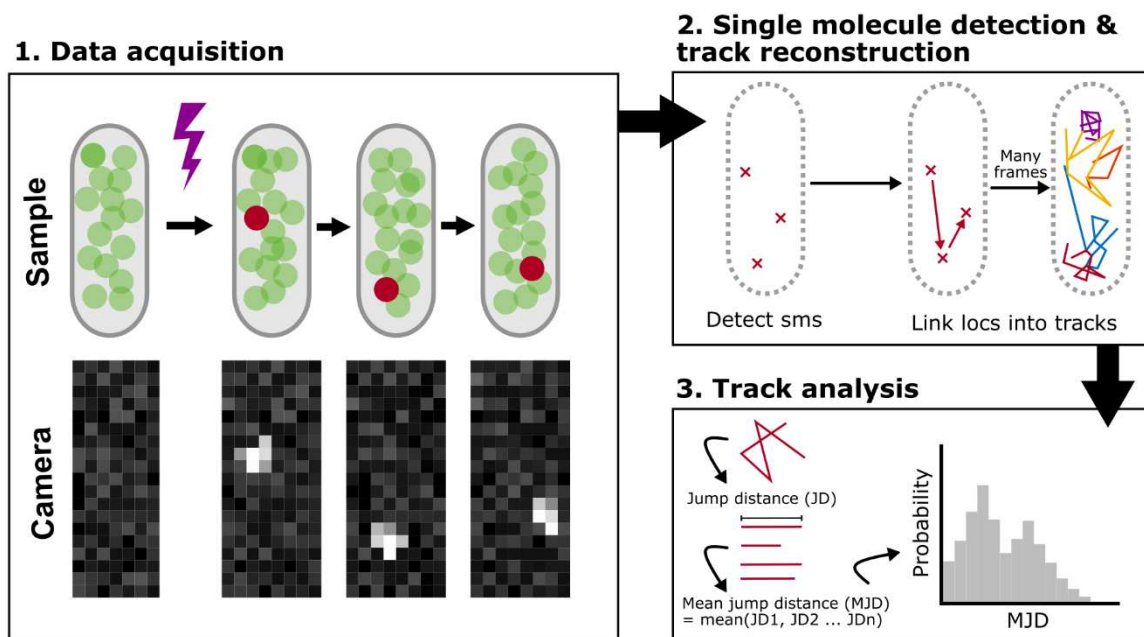 1. Data acquisition
Sample
Camera
2. Single molecule detection &
track reconstruction
Many
frames
Detect sms
Link locs into tracks
3. Track analysis
Jump distance (JD)
Mean jump distance (MJD)
= mean(JD1, JD2 ... JDn)
Probability
MJD